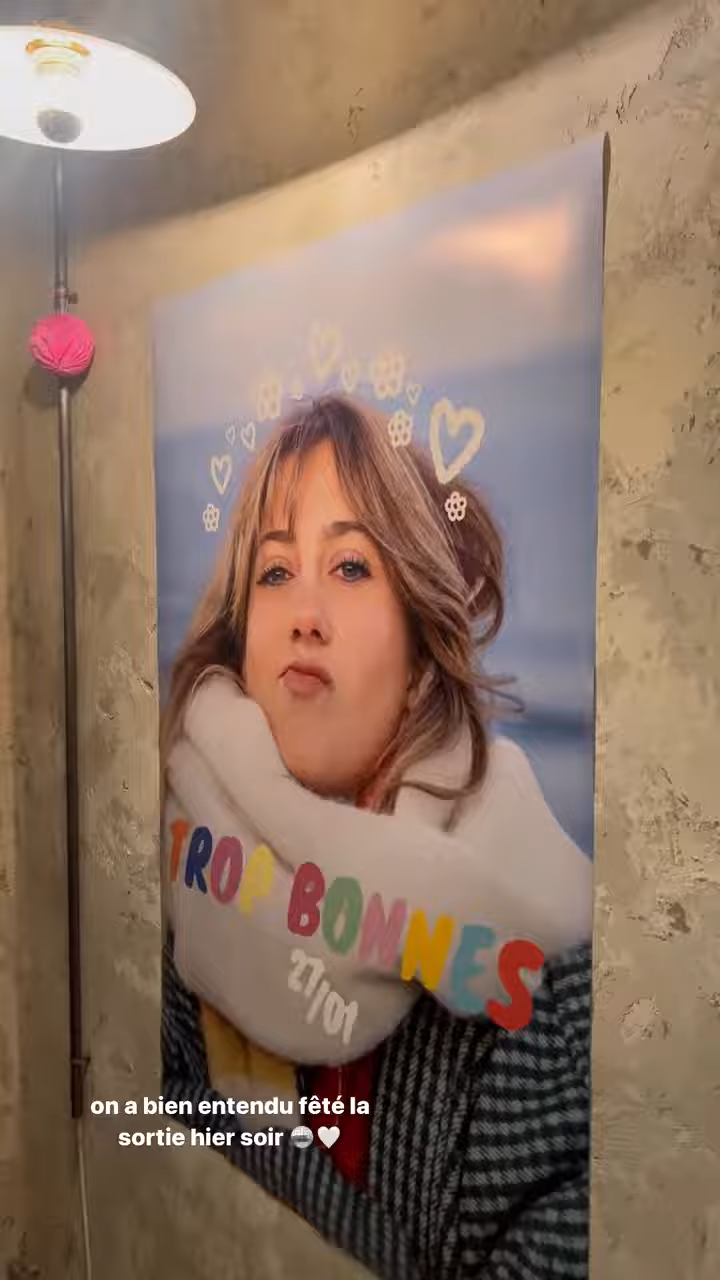 TROP BONNES
27/01
on a bien entendu fêté la
sortie hier soir 🪩🤍